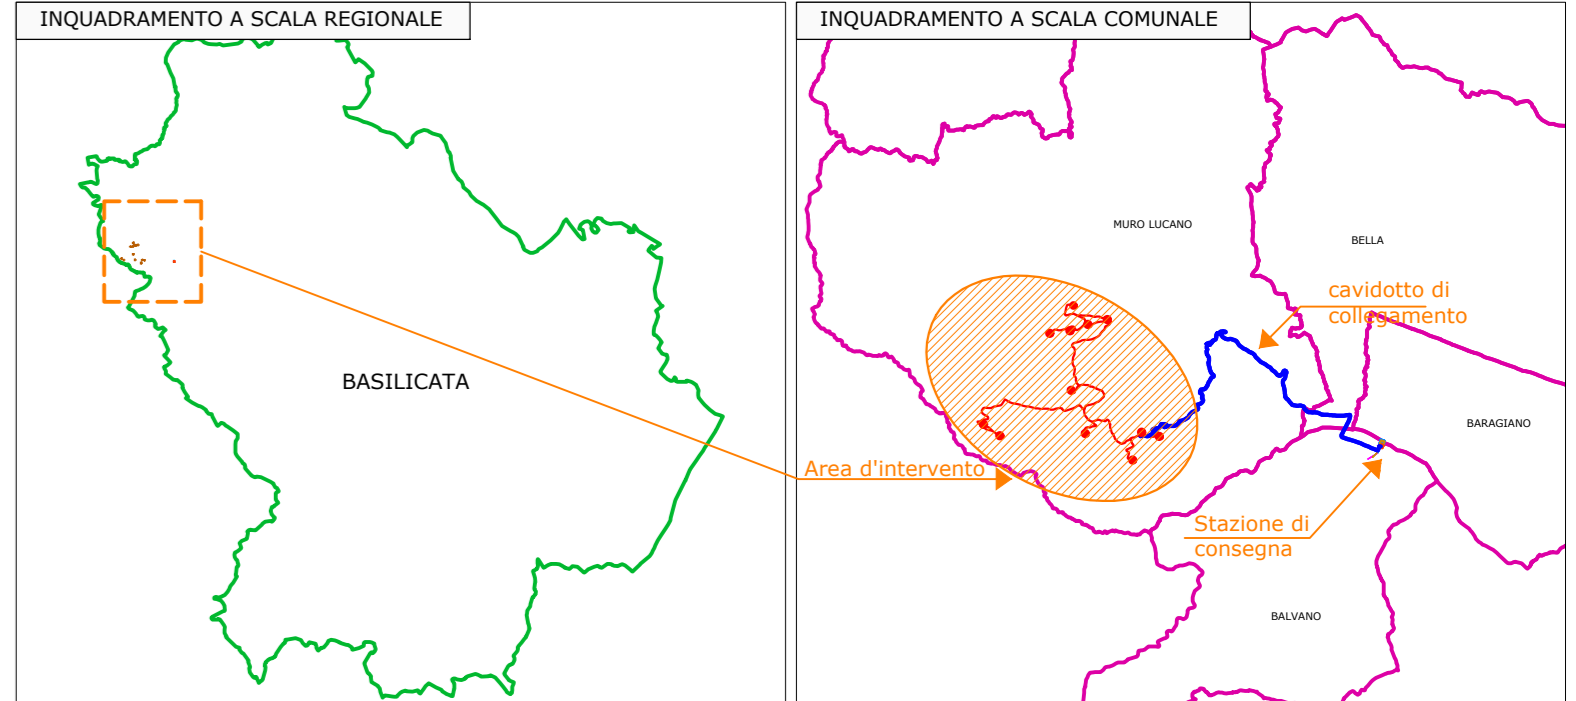 INQUADRAMENTO A SCALA REGIONALE
BASILICATA
INQUADRAMENTO A SCALA COMUNALE
MURO LUCANO
BELLA
cavidotto di
collegamento
BARAGIANO
Area d'intervento
Stazione di
consegna
BALVANO